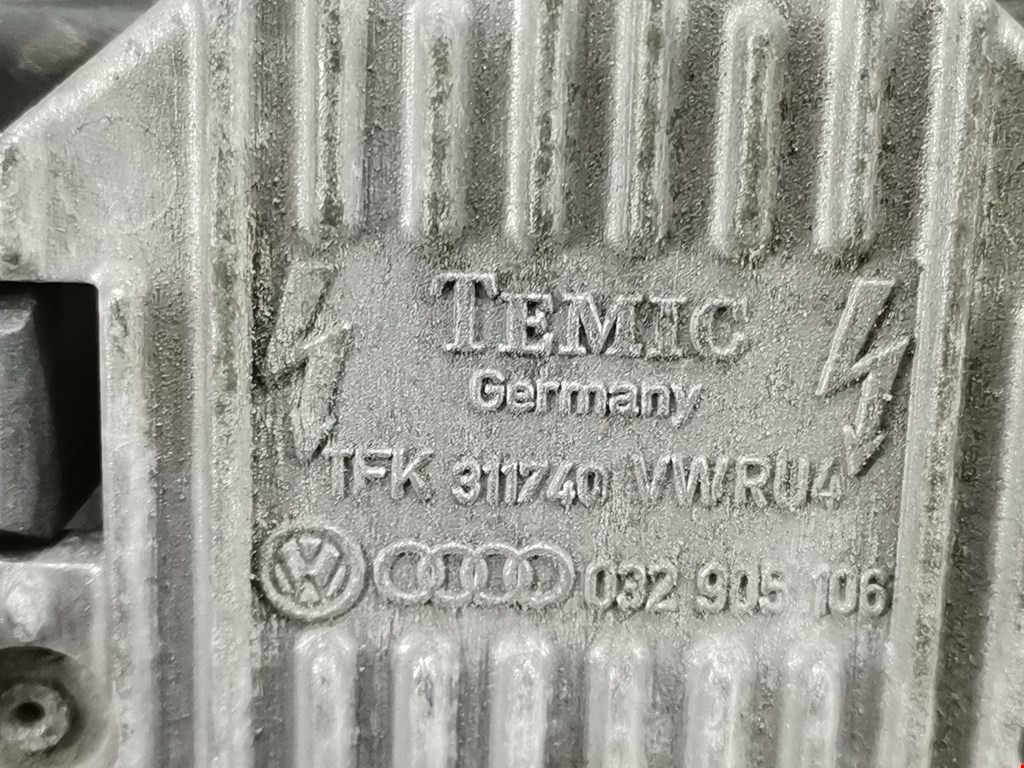 TEMIC
Germany
TFK 311740 VW.RU4
032 905 106